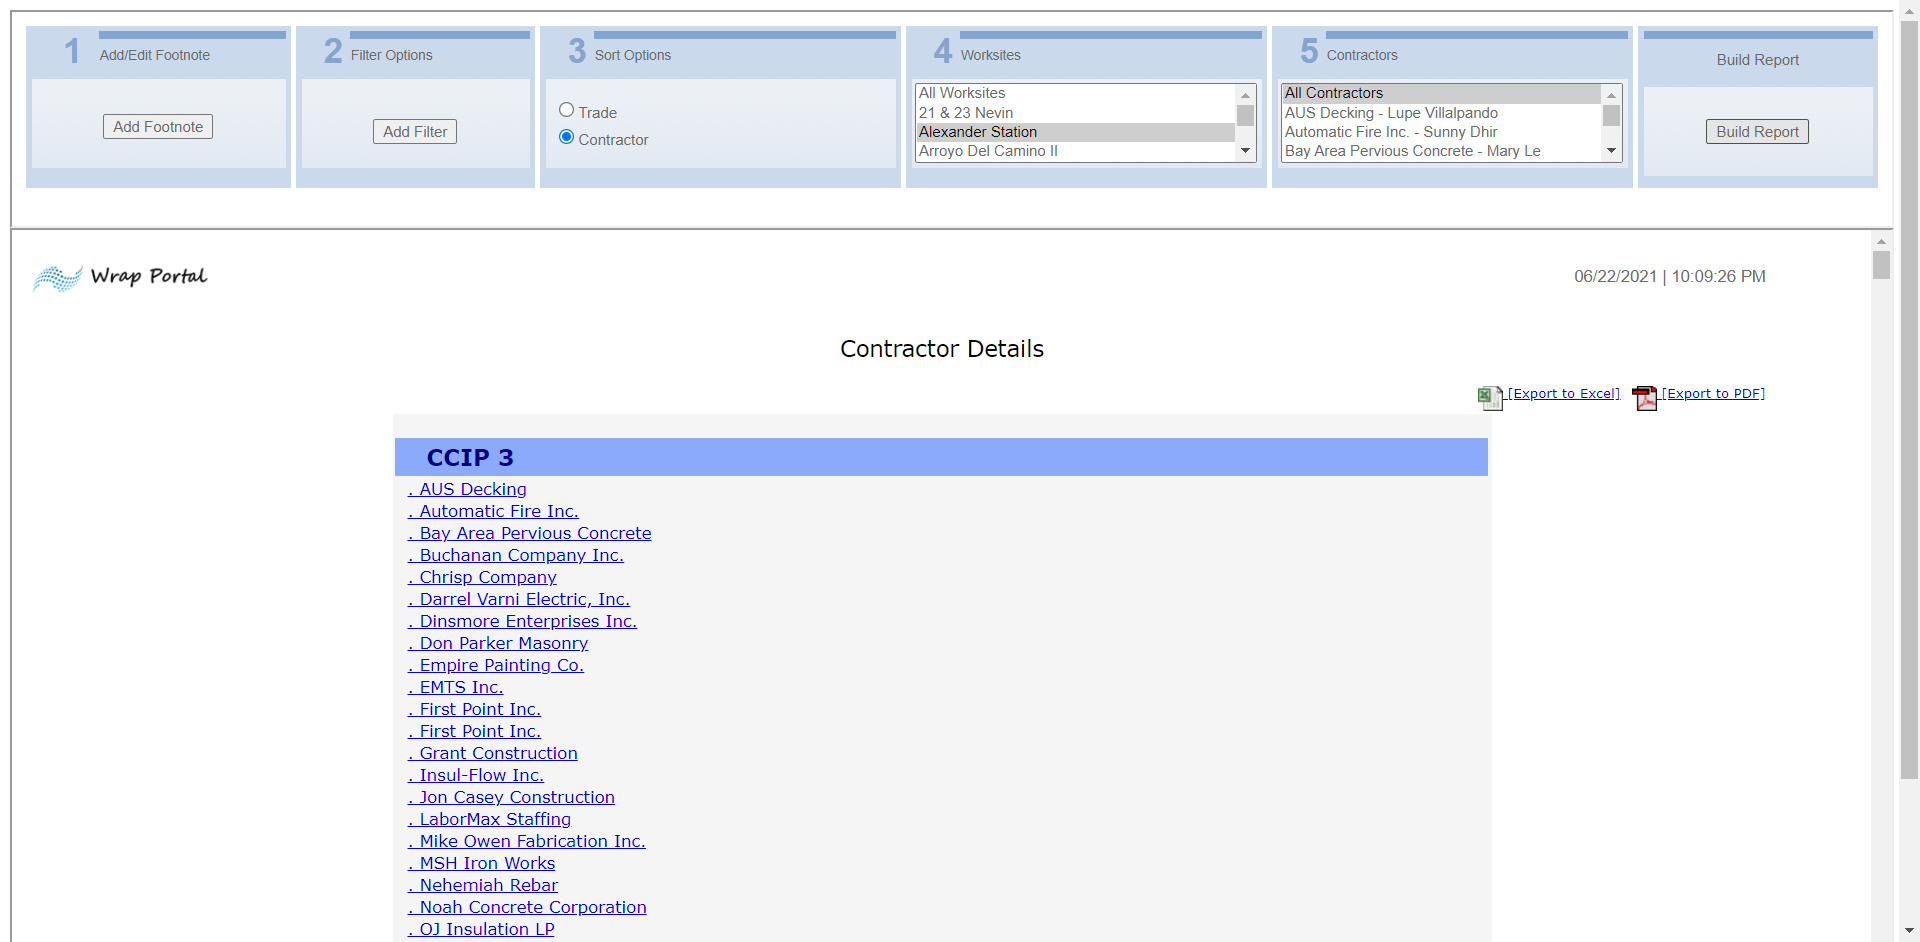 1 Add/Edit Footnote
Add Footnote
2 Filter Options
Add Filter
3 Sort Options
Trade
Contractor
4 Worksites
All Worksites
21 & 23 Nevin
Alexander Station
Arroyo Del Camino II
5 Contractors
All Contractors
AUS Decking - Lupe Villalpando
Automatic Fire Inc. - Sunny Dhir
Bay Area Pervious Concrete - Mary Le
Build Report
Build Report
Wrap Portal
06/22/2021 | 10:09:26 PM
Contractor Details
[Export to Excel] [Export to PDF]
CCIP 3
. AUS Decking
. Automatic Fire Inc.
. Bay Area Pervious Concrete
. Buchanan Company Inc.
. Chrisp Company
. Darrel Varni Electric, Inc.
. Dinsmore Enterprises Inc.
. Don Parker Masonry
. Empire Painting Co.
. EMTS Inc.
. First Point Inc.
. First Point Inc.
. Grant Construction
. Insul-Flow Inc.
. Jon Casey Construction
. LaborMax Staffing
. Mike Owen Fabrication Inc.
. MSH Iron Works
. Nehemiah Rebar
. Noah Concrete Corporation
. OJ Insulation LP